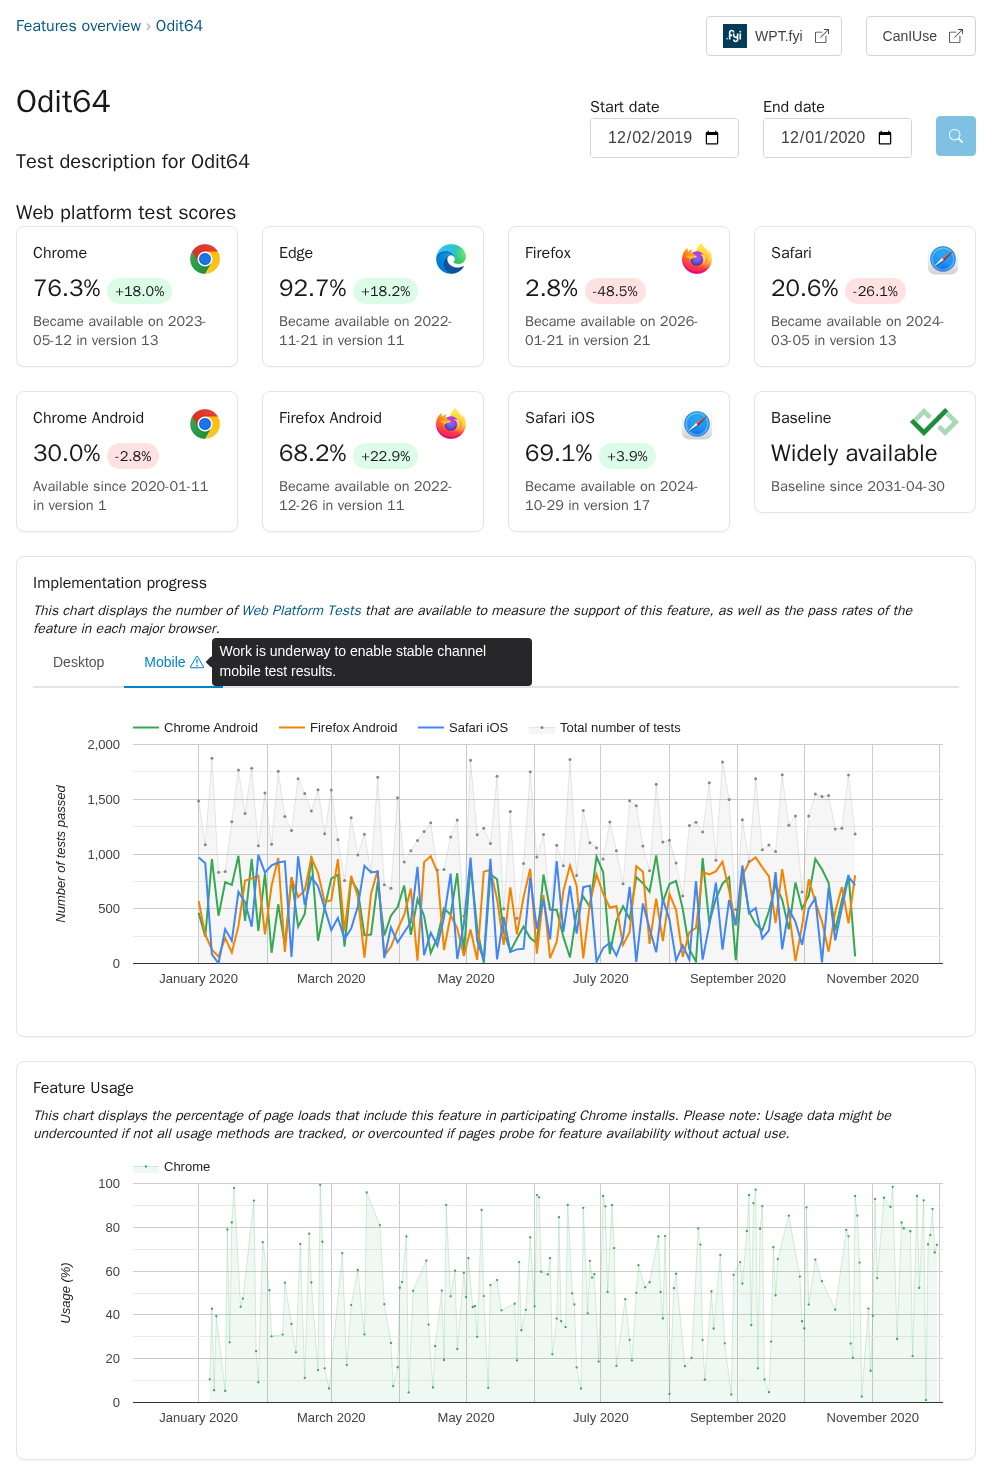 Features overview › Odit64
.fyi WPT.fyi
CanIUse
Odit64
Start date
End date
12/02/2019
12/01/2020
Test description for Odit64
Web platform test scores
Chrome
76.3% +18.0%
Became available on 2023-
05-12 in version 13
Edge
92.7% +18.2%
Became available on 2022-
11-21 in version 11
Firefox
2.8% -48.5%
Became available on 2026-
01-21 in version 21
Safari
20.6% -26.1%
Became available on 2024-
03-05 in version 13
Chrome Android
30.0% -2.8%
Available since 2020-01-11
in version 1
Firefox Android
68.2% +22.9%
Became available on 2022-
12-26 in version 11
Safari iOS
69.1% +3.9%
Became available on 2024-
10-29 in version 17
Baseline
Widely available
Baseline since 2031-04-30
Implementation progress
This chart displays the number of Web Platform Tests that are available to measure the support of this feature, as well as the pass rates of the
feature in each major browser.
Desktop
Mobile
Work is underway to enable stable channel
mobile test results.
Chrome Android
Firefox Android
Safari iOS
Total number of tests
Number of tests passed
2,000
1,500
1,000
500
0
January 2020
March 2020
May 2020
July 2020
September 2020
November 2020
Feature Usage
This chart displays the percentage of page loads that include this feature in participating Chrome installs. Please note: Usage data might be
undercounted if not all usage methods are tracked, or overcounted if pages probe for feature availability without actual use.
Chrome
Usage (%)
100
80
60
40
20
0
January 2020
March 2020
May 2020
July 2020
September 2020
November 2020